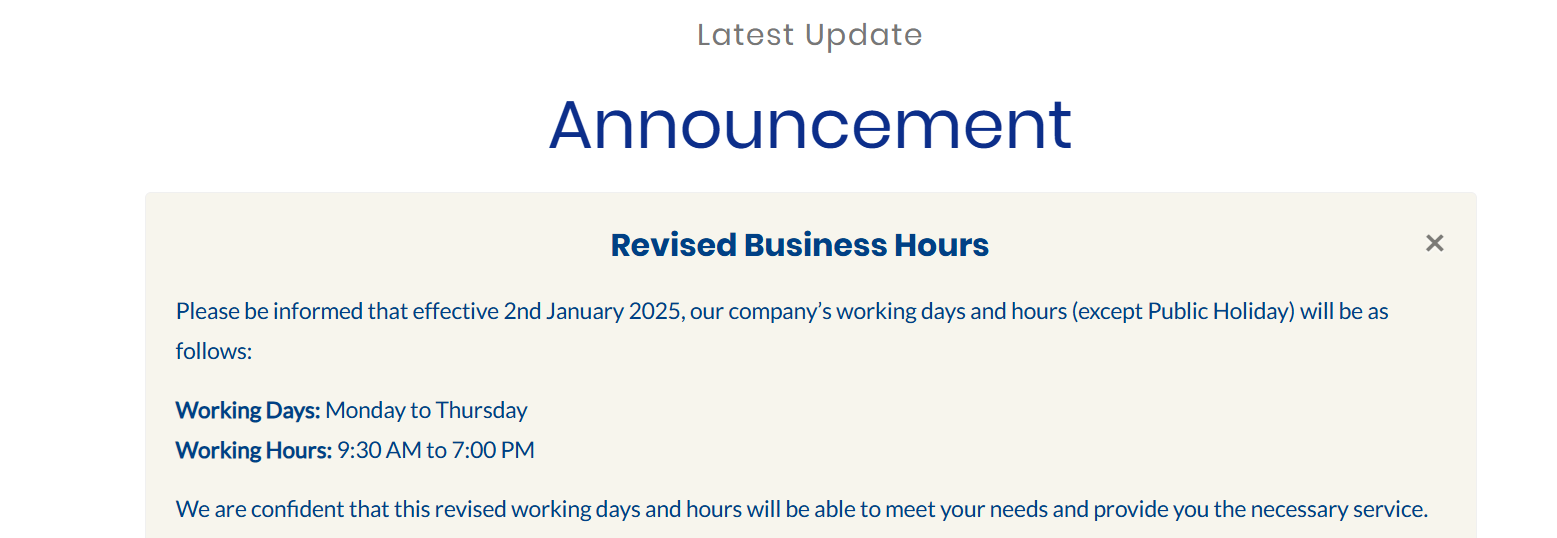 Latest Update
Announcement
Revised Business Hours
Please be informed that effective 2nd January 2025, our company’s working days and hours (except Public Holiday) will be as
follows:
Working Days: Monday to Thursday
Working Hours: 9:30 AM to 7:00 PM
We are confident that this revised working days and hours will be able to meet your needs and provide you the necessary service.